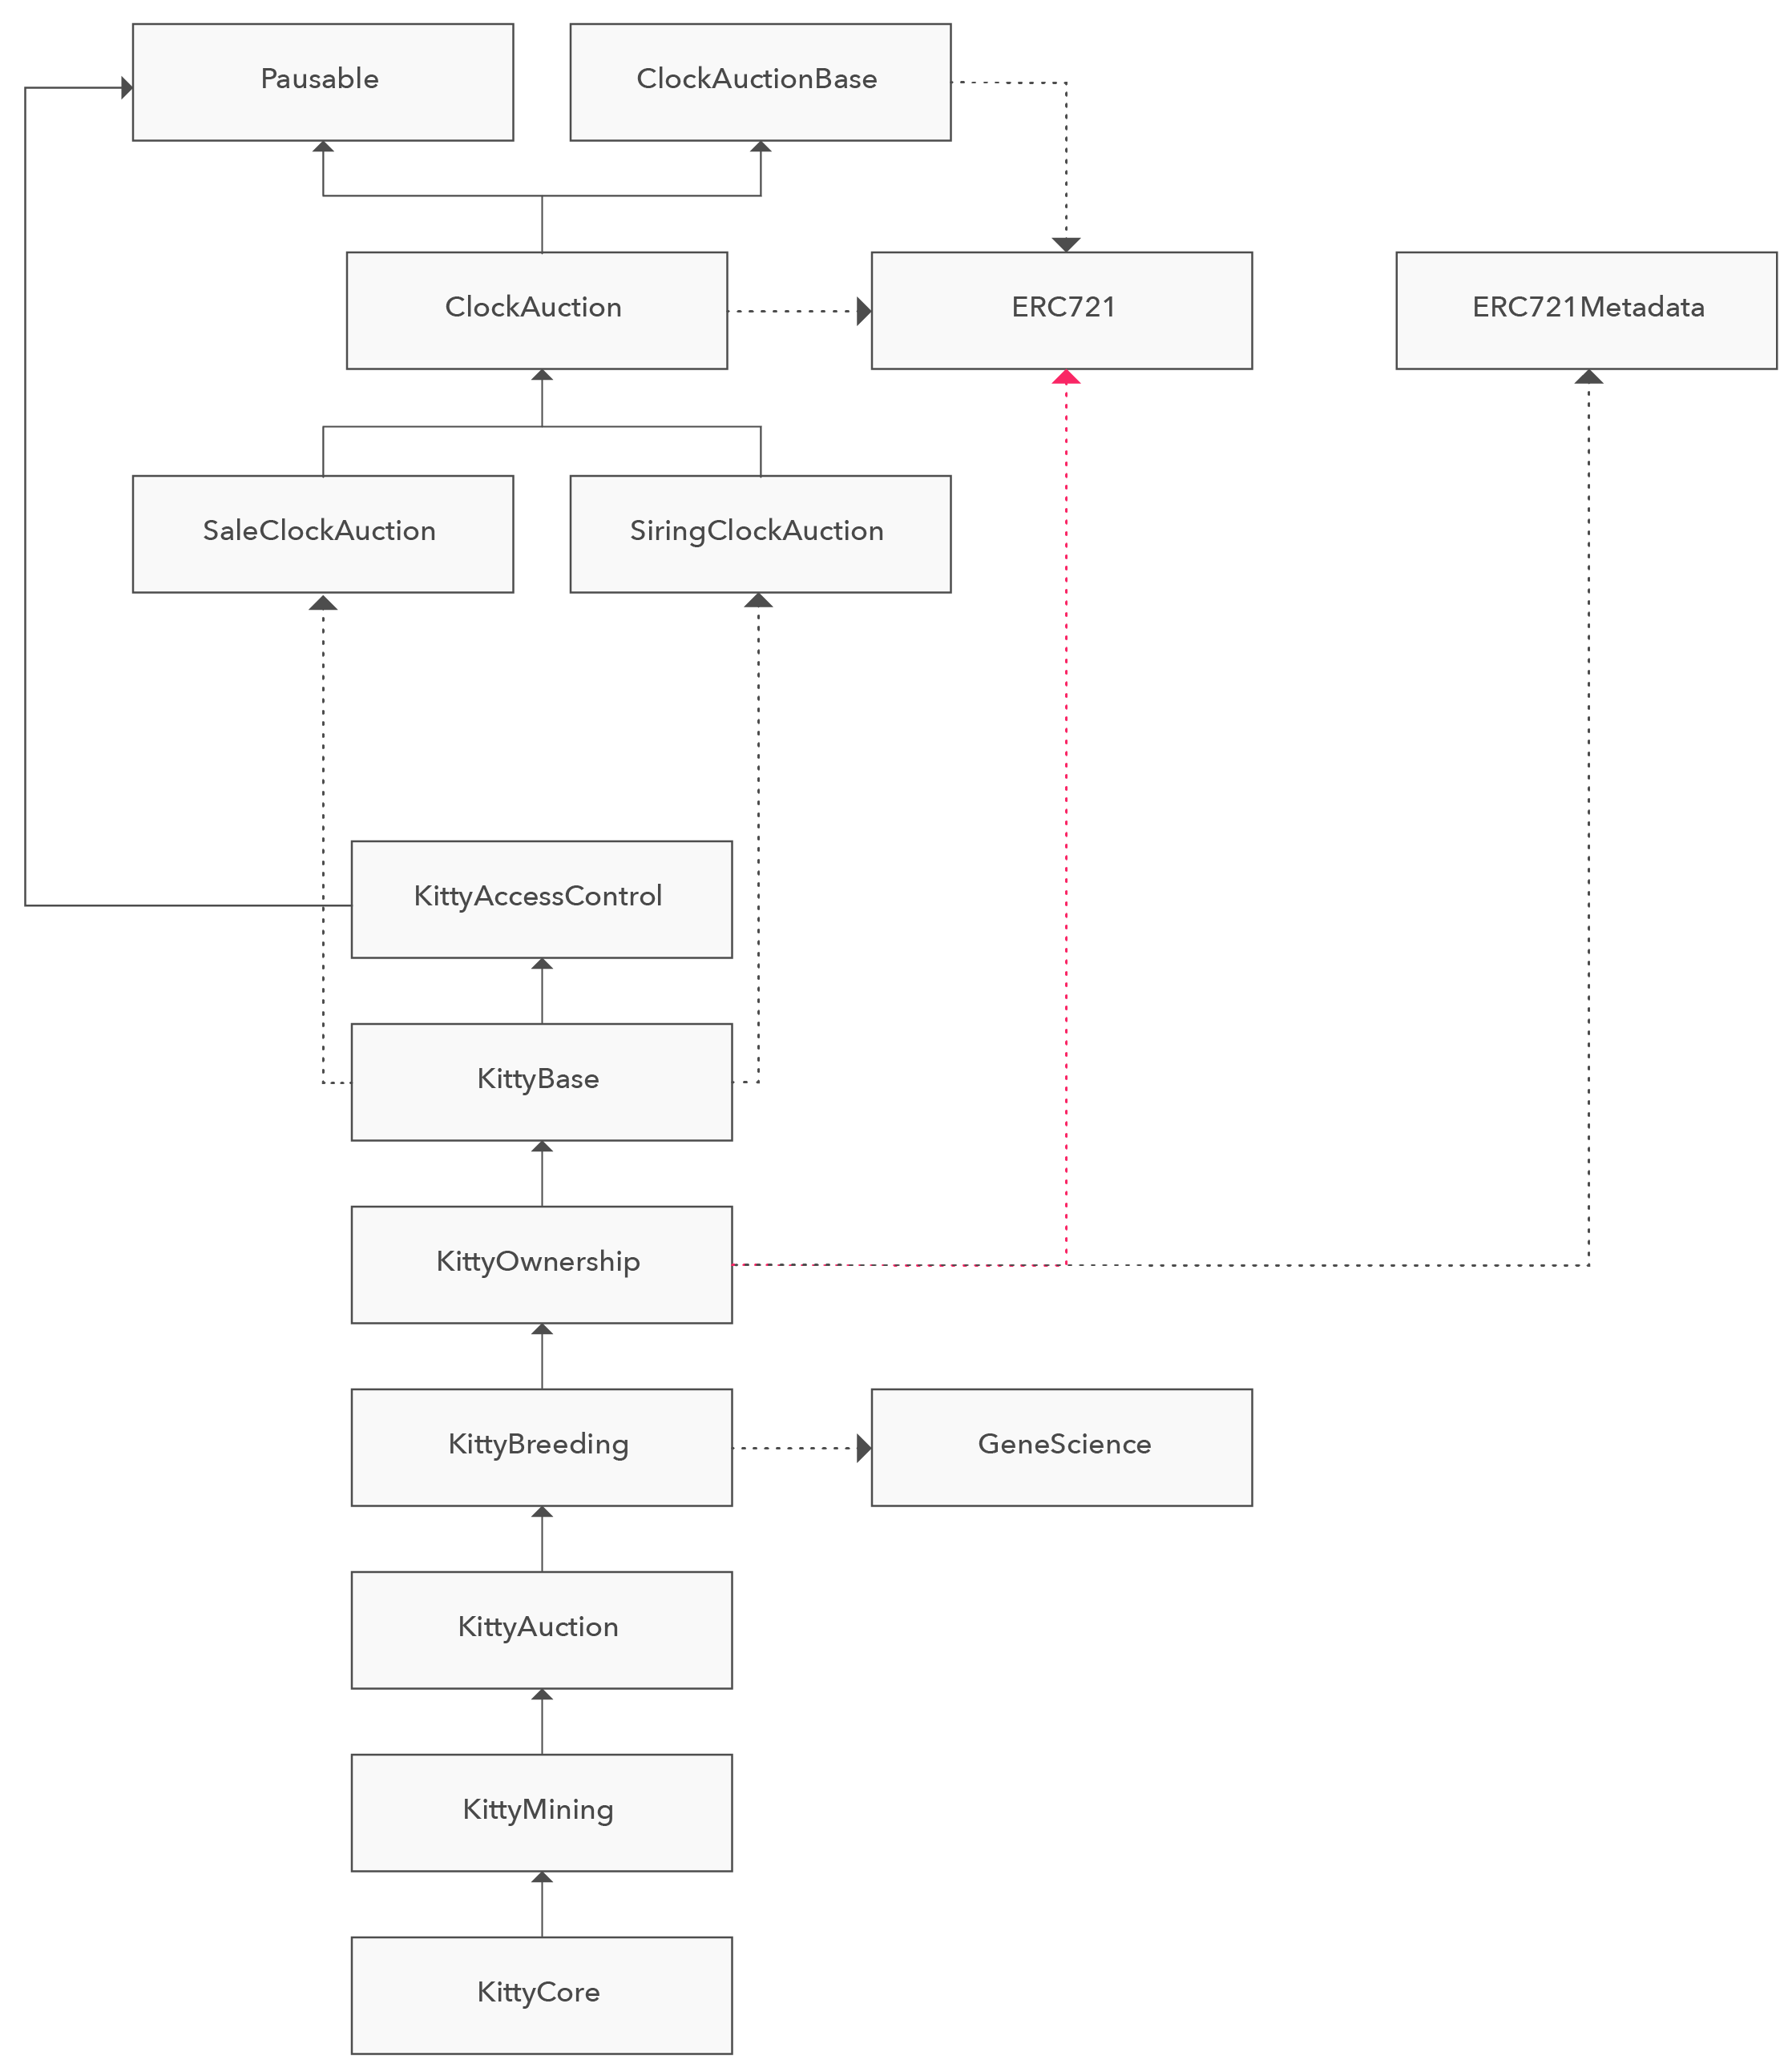 Pausable
ClockAuctionBase
ClockAuction
ERC721
ERC721Metadata
SaleClockAuction
SiringClockAuction
KittyAccessControl
KittyBase
KittyOwnership
KittyBreeding
GeneScience
KittyAuction
KittyMining
KittyCore